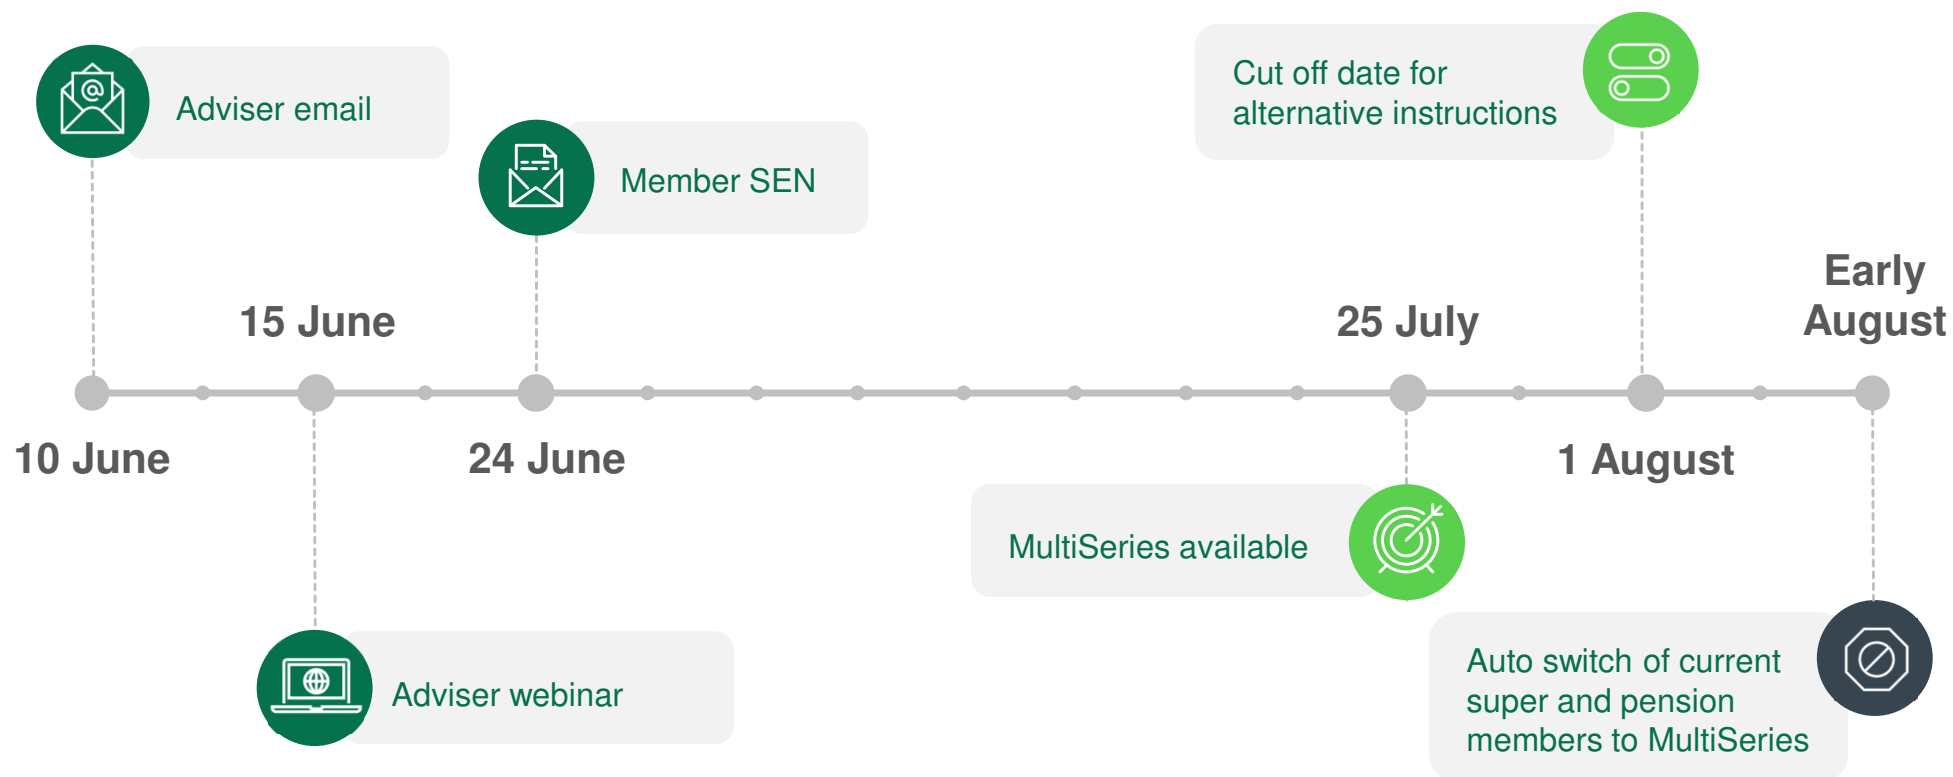 Adviser email
Member SEN
Cut off date for
alternative instructions
15 June
25 July
Early
August
10 June
24 June
1 August
MultiSeries available
Adviser webinar
Auto switch of current
super and pension
members to MultiSeries